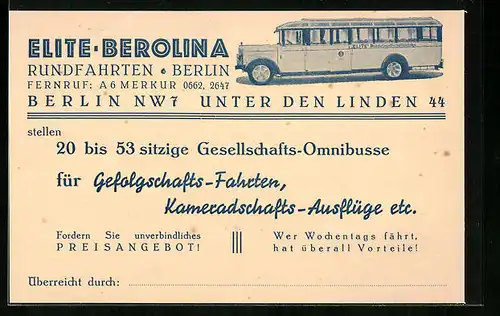 ELITE-BEROLINA
RUNDFAHRTEN • BERLIN
FERNRUF: A6 MERKUR 0662, 2647
BERLIN NW7 UNTER DEN LINDEN 44
stellen
20 bis 53 sitzige Gesellschafts-Omnibusse
für Gefolgschafts-Fahrten,
Kameradschafts-Ausflüge etc.
Fordern Sie unverbindliches
PREISANGEBOT!
Wer Wochentags fährt,
hat überall Vorteile!
Überreicht durch: